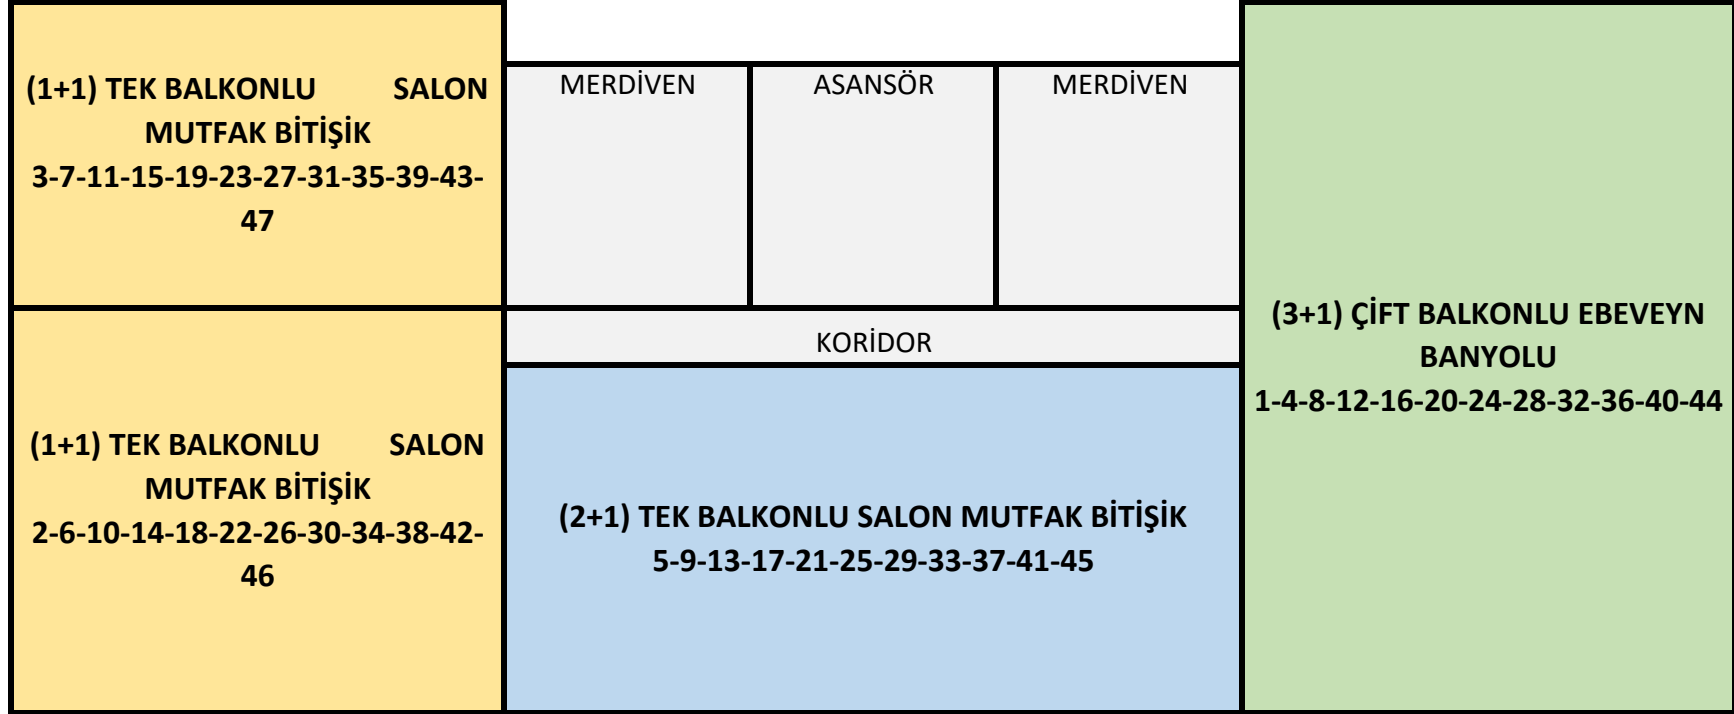 (1+1) TEK BALKONLU SALON
MUTFAK BİTİŞİK
3-7-11-15-19-23-27-31-35-39-43-
47
MERDİVEN
ASANSÖR
MERDİVEN
KORİDOR
(1+1) TEK BALKONLU SALON
MUTFAK BİTİŞİK
2-6-10-14-18-22-26-30-34-38-42-
46
(2+1) TEK BALKONLU SALON MUTFAK BİTİŞİK
5-9-13-17-21-25-29-33-37-41-45
(3+1) ÇİFT BALKONLU EBEVEYN
BANYOLU
1-4-8-12-16-20-24-28-32-36-40-44